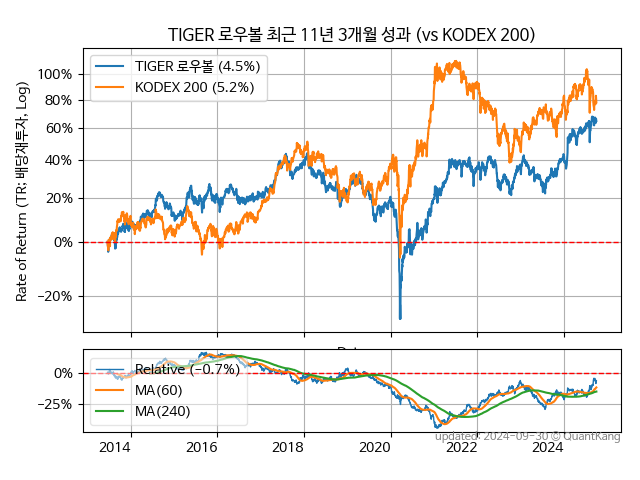 TIGER 로우볼 최근 11년 3개월 성과 (vs KODEX 200)
Rate of Return (TR: 배당재투자, Log)
100%
80%
60%
40%
20%
0%
−20%
TIGER 로우볼 (4.5%)
KODEX 200 (5.2%)
0%
−25%
Relative (−0.7%)
MA(60)
MA(240)
2014
2016
2018
2020
2022
2024
updated: 2024-09-30 © QuantKang